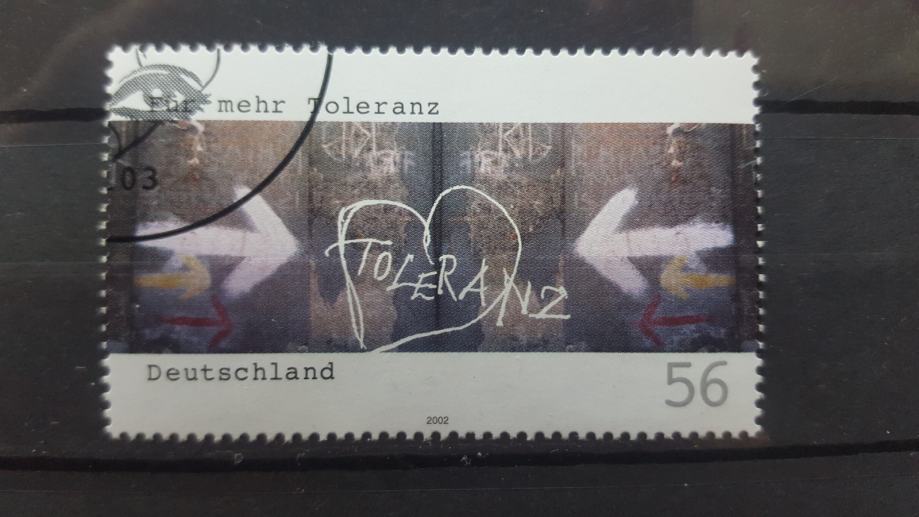 Für mehr Toleranz
.03
TOLERANZ
Deutschland
56
2002